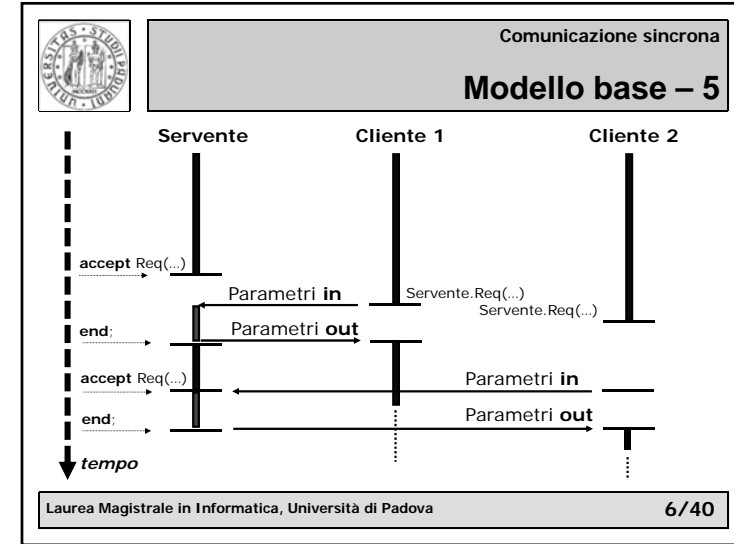 Comunicazione sincrona
Modello base – 5
Servente Cliente 1 Cliente 2
accept Req(...)
Parametri in Servente.Req(...)
Servente.Req(...)
end; Parametri out
accept Req(...) Parametri in
end; Parametri out
tempo
Laurea Magistrale in Informatica, Università di Padova 6/40